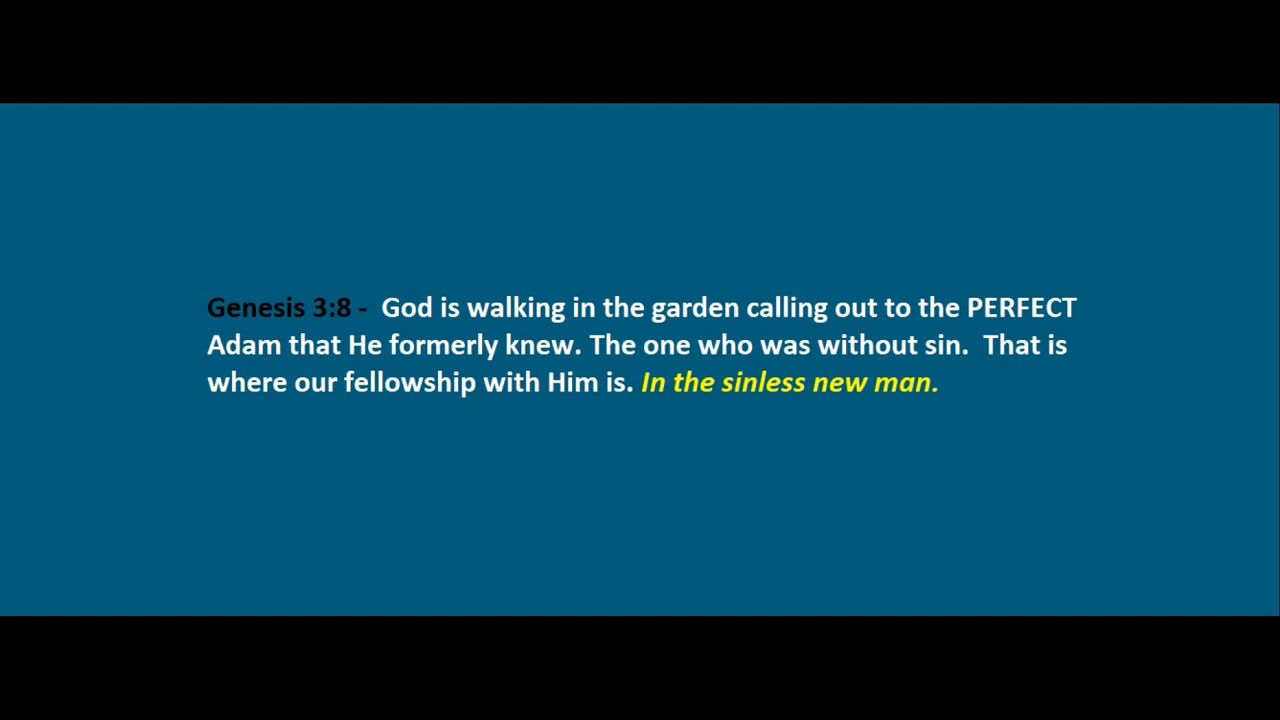 Genesis 3:8 -  God is walking in the garden calling out to the PERFECT
Adam that He formerly knew. The one who was without sin.  That is
where our fellowship with Him is. In the sinless new man.